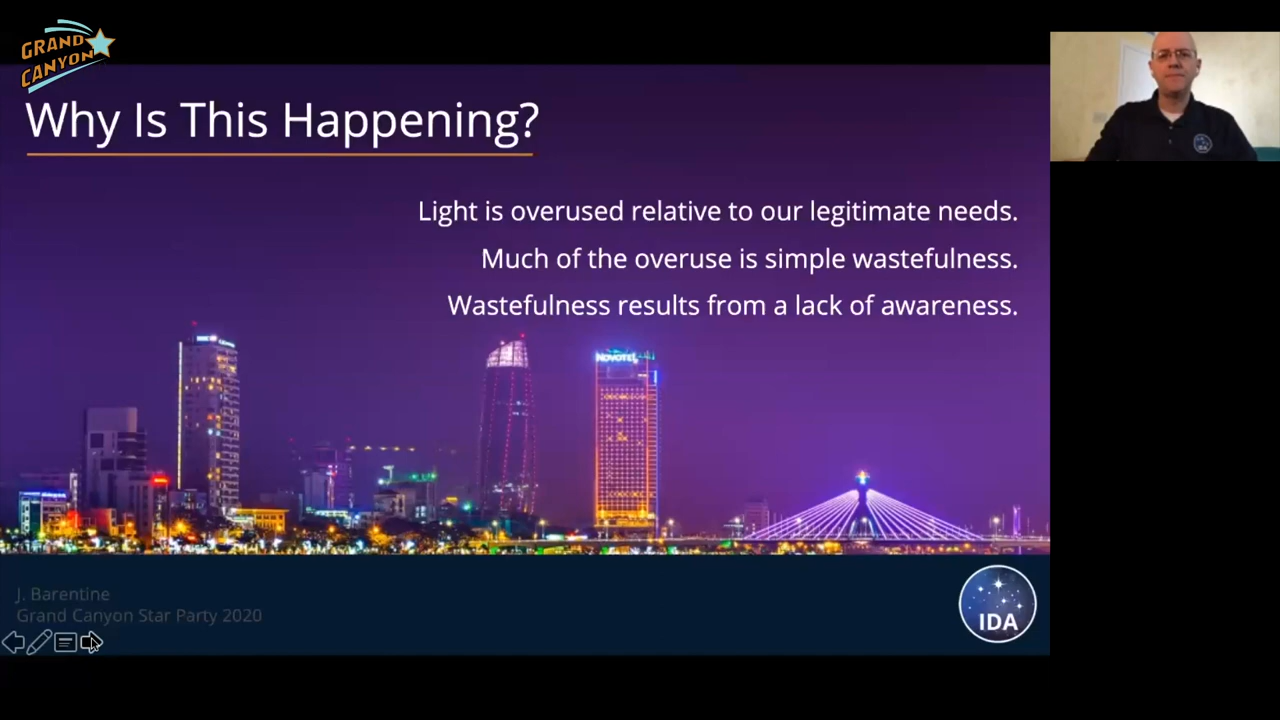 GRAND
CANYON
Why Is This Happening?
Light is overused relative to our legitimate needs.
Much of the overuse is simple wastefulness.
Wastefulness results from a lack of awareness.
NOVOTEL
J. Barentine
Grand Canyon Star Party 2020
IDA